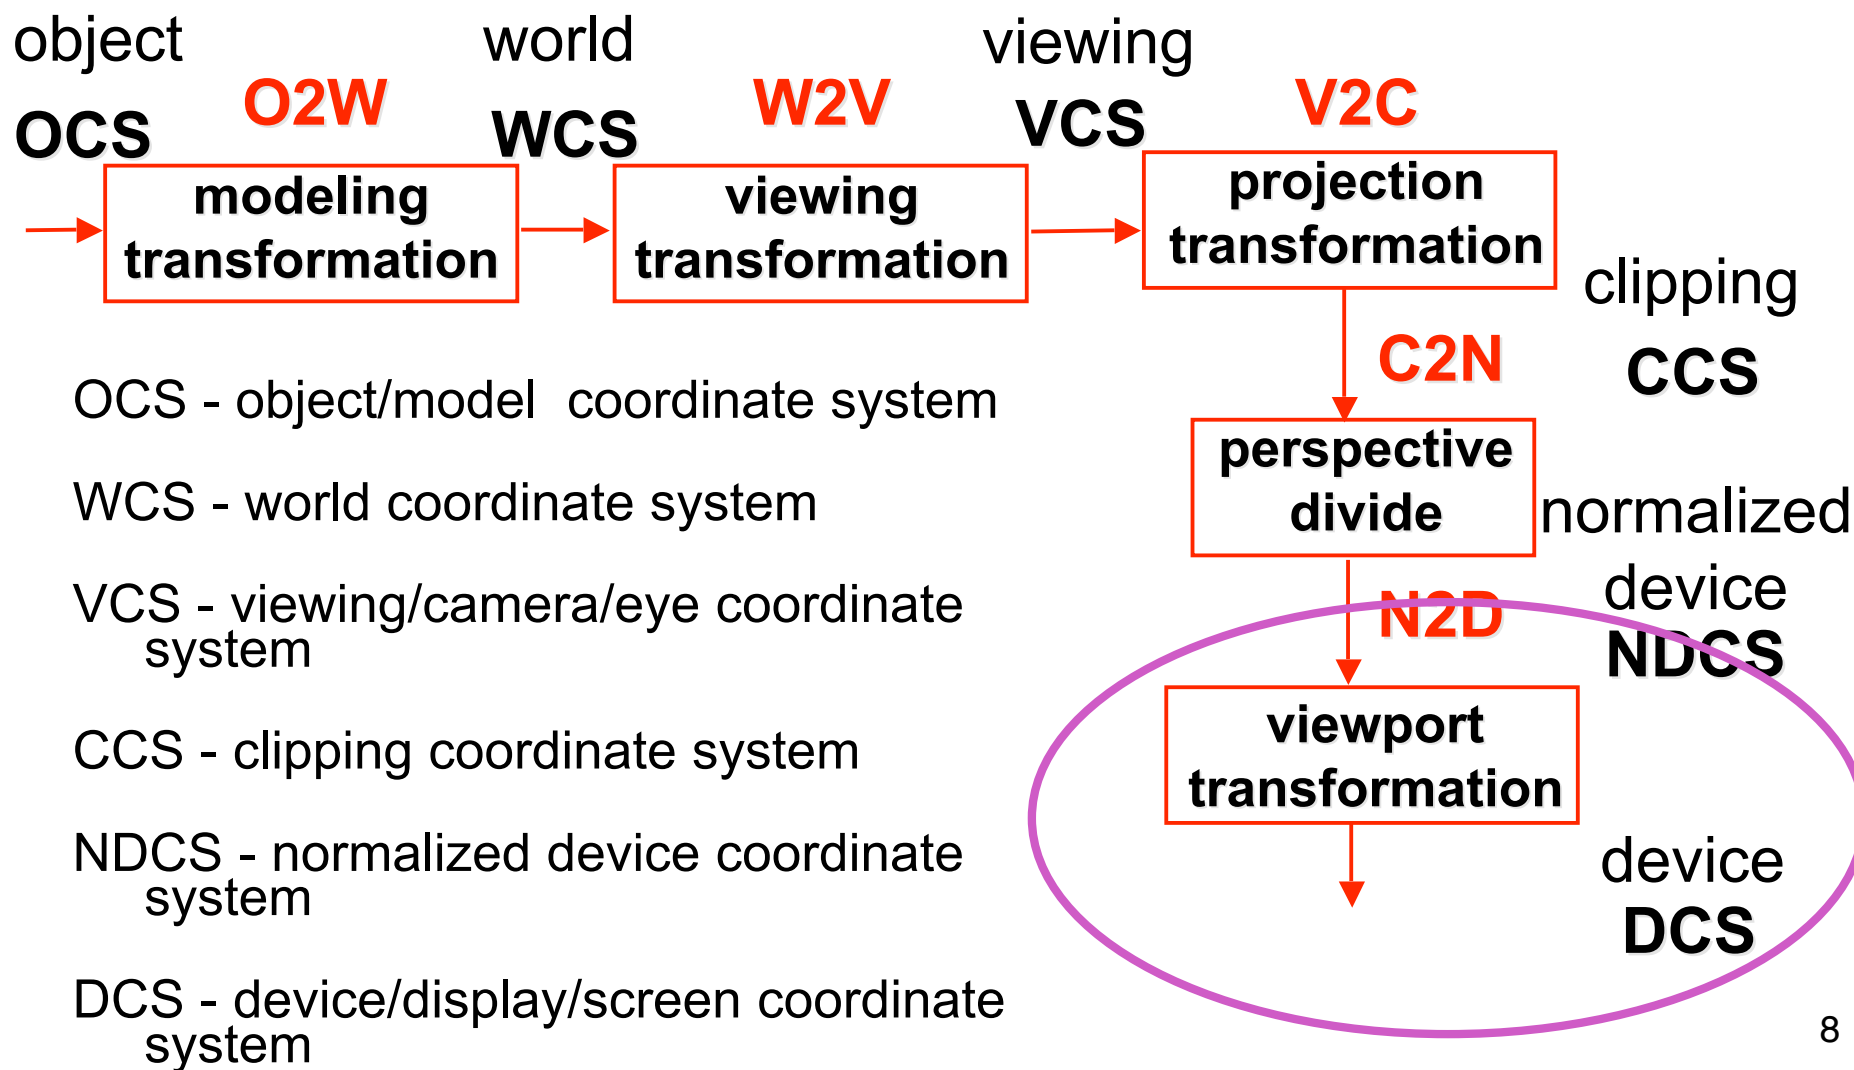 object
world
viewing
O2W
W2V
V2C
OCS
WCS
VCS
modeling
transformation
viewing
transformation
projection
transformation
clipping
CCS
C2N
perspective
divide
normalized
device
NDCS
N2D
viewport
transformation
device
DCS
OCS - object/model coordinate system
WCS - world coordinate system
VCS - viewing/camera/eye coordinate
system
CCS - clipping coordinate system
NDCS - normalized device coordinate
system
DCS - device/display/screen coordinate
system
8